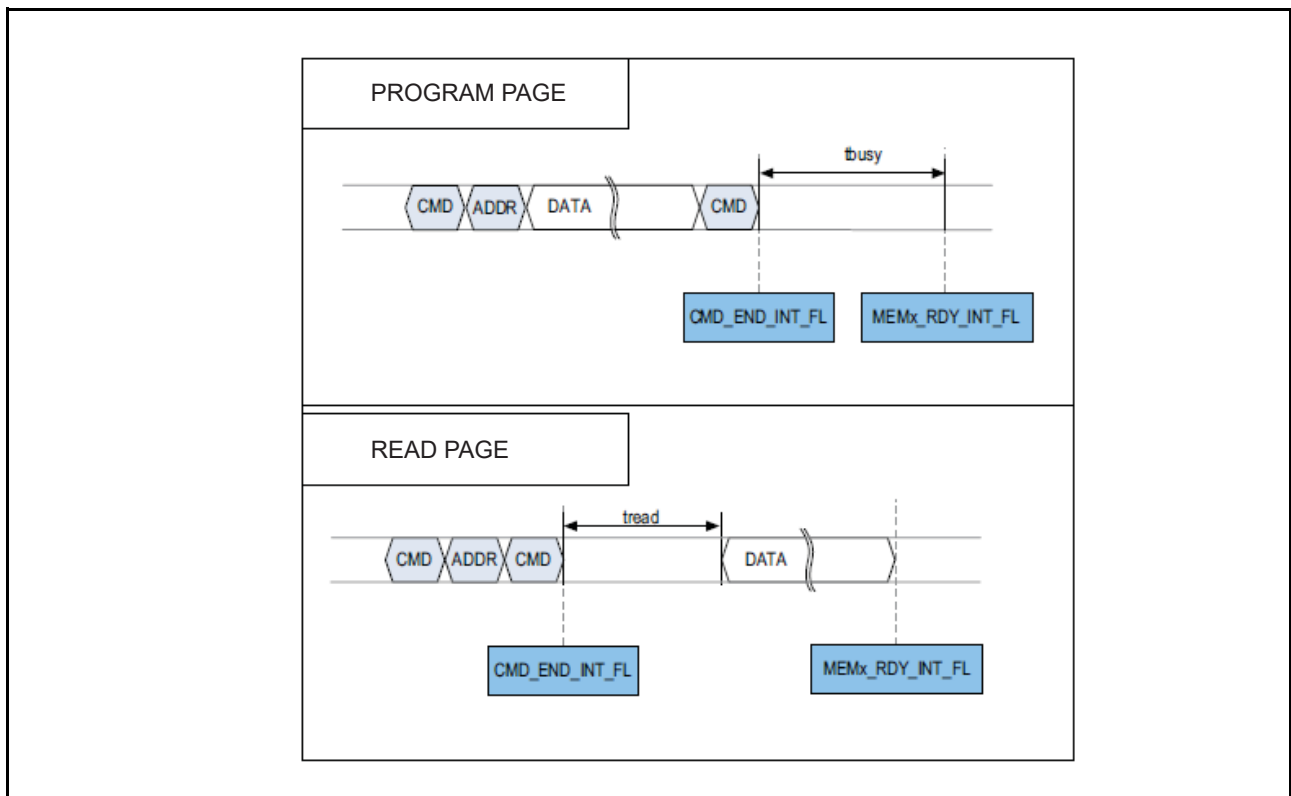 PROGRAM PAGE
tbusy
CMD ADDR DATA CMD
CMD_END_INT_FL MEMx_RDY_INT_FL
READ PAGE
tread
CMD ADDR CMD DATA
CMD_END_INT_FL MEMx_RDY_INT_FL